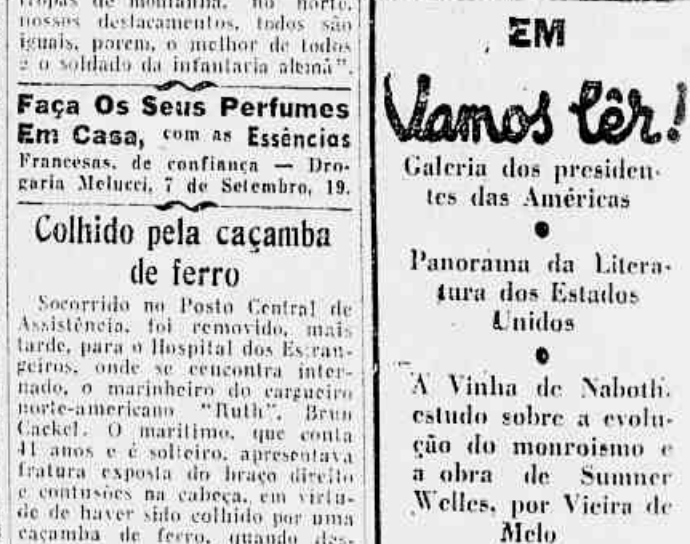 tropas de montanha, no norte,
nossos deslacamentos, todos são
iguais, porem, o melhor de todos
é o soldado da infantaria alemã".
Faça Os Seus Perfumes
Em Casa, com as Essências
Francesas, de confiança — Dro-
garia Melucci, 7 de Setembro, 19.
Colhido pela caçamba
de ferro
Socorrido no Posto Central de
Assistência, foi removido, mais
tarde, para o Hospital dos Estran-
geiros, onde se cencontra inter-
nado, o marinheiro do cargueiro
norte-americano "Ruth", Brun
Cackel. O maritimo, que conta
41 anos e é solteiro, apresentava
fratura exposta do braço direito
e contusões na cabeça, em virtu-
de de haver sido colhido por uma
caçamba de ferro, quando des-
EM
Vamos lêr!
Galeria dos presiden-
tes das Américas
●
Panorama da Litera-
tura dos Estados
Unidos
●
A Vinha de Naboth,
estudo sobre a evolu-
ção do monroismo e
a obra de Sumner
Welles, por Vieira de
Melo